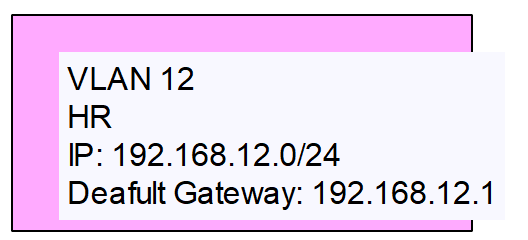 VLAN 12
HR
IP: 192.168.12.0/24
Deafult Gateway: 192.168.12.1